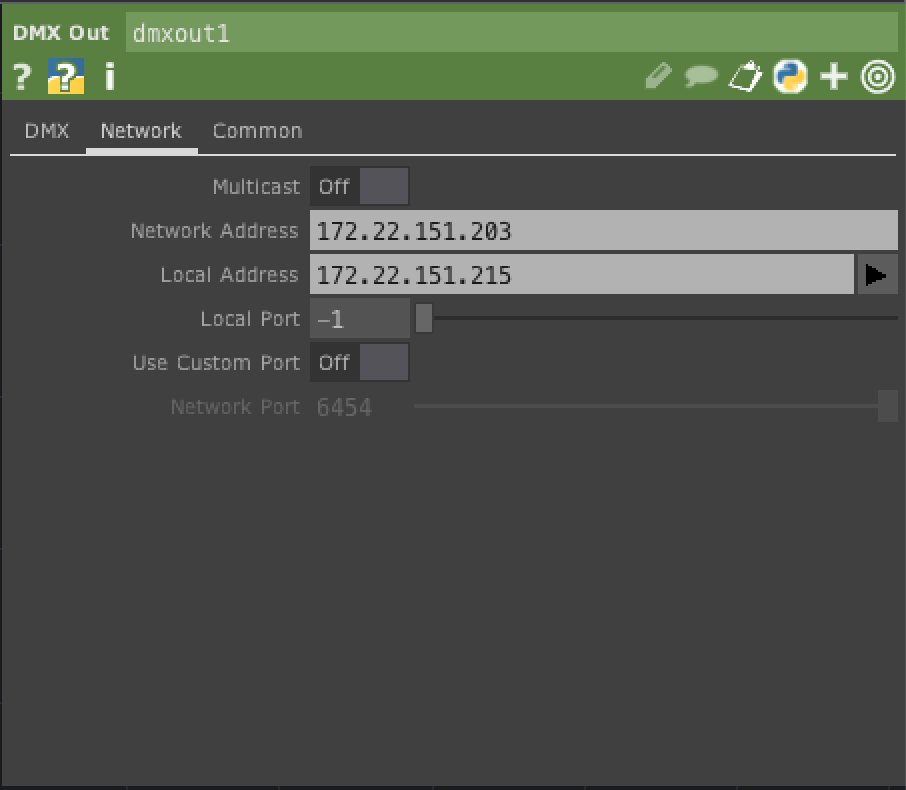 DMX Out dmxout1
? ? i
DMX Network Common
Multicast Off
Network Address 172.22.151.203
Local Address 172.22.151.215
Local Port -1
Use Custom Port Off
Network Port 6454